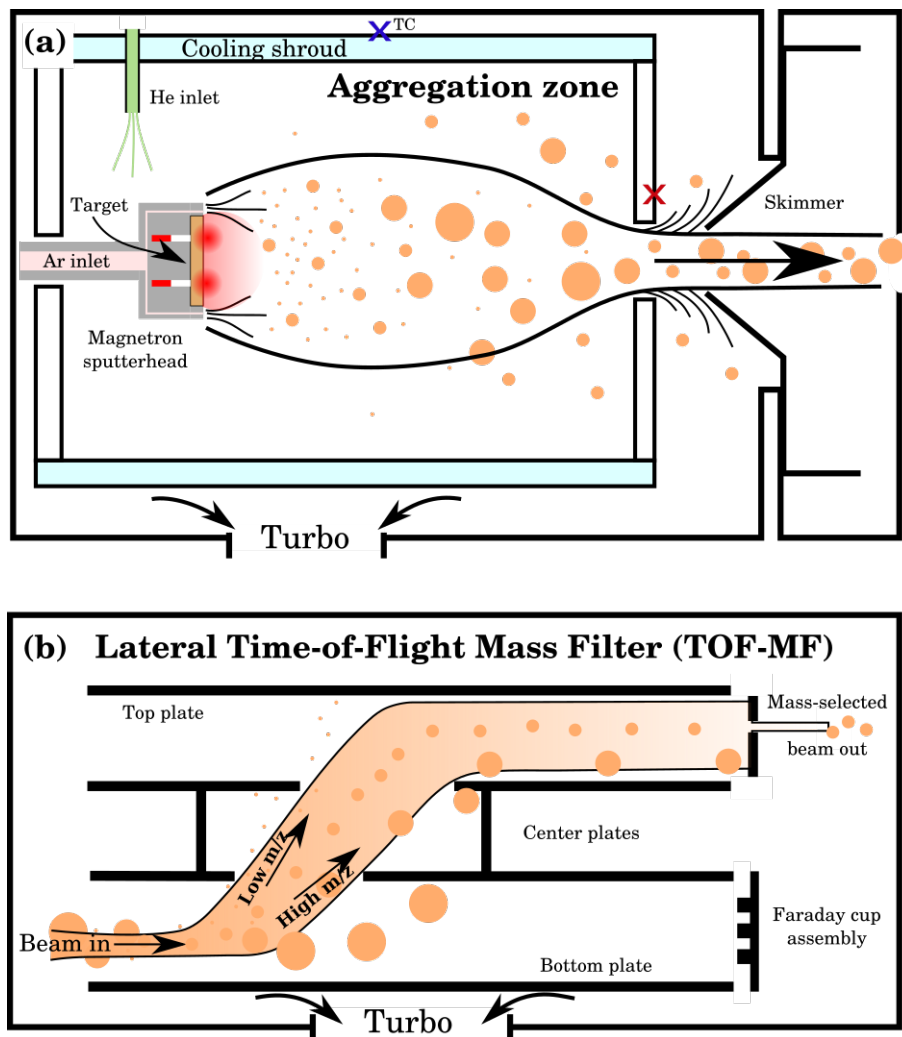 (a)
TC
Cooling shroud
He inlet
Aggregation zone
Target
Skimmer
Ar inlet
Magnetron
sputterhead
Turbo
(b) Lateral Time-of-Flight Mass Filter (TOF-MF)
Top plate
Mass-selected
beam out
Low m/z
High m/z
Center plates
Beam in
Faraday cup
assembly
Bottom plate
Turbo